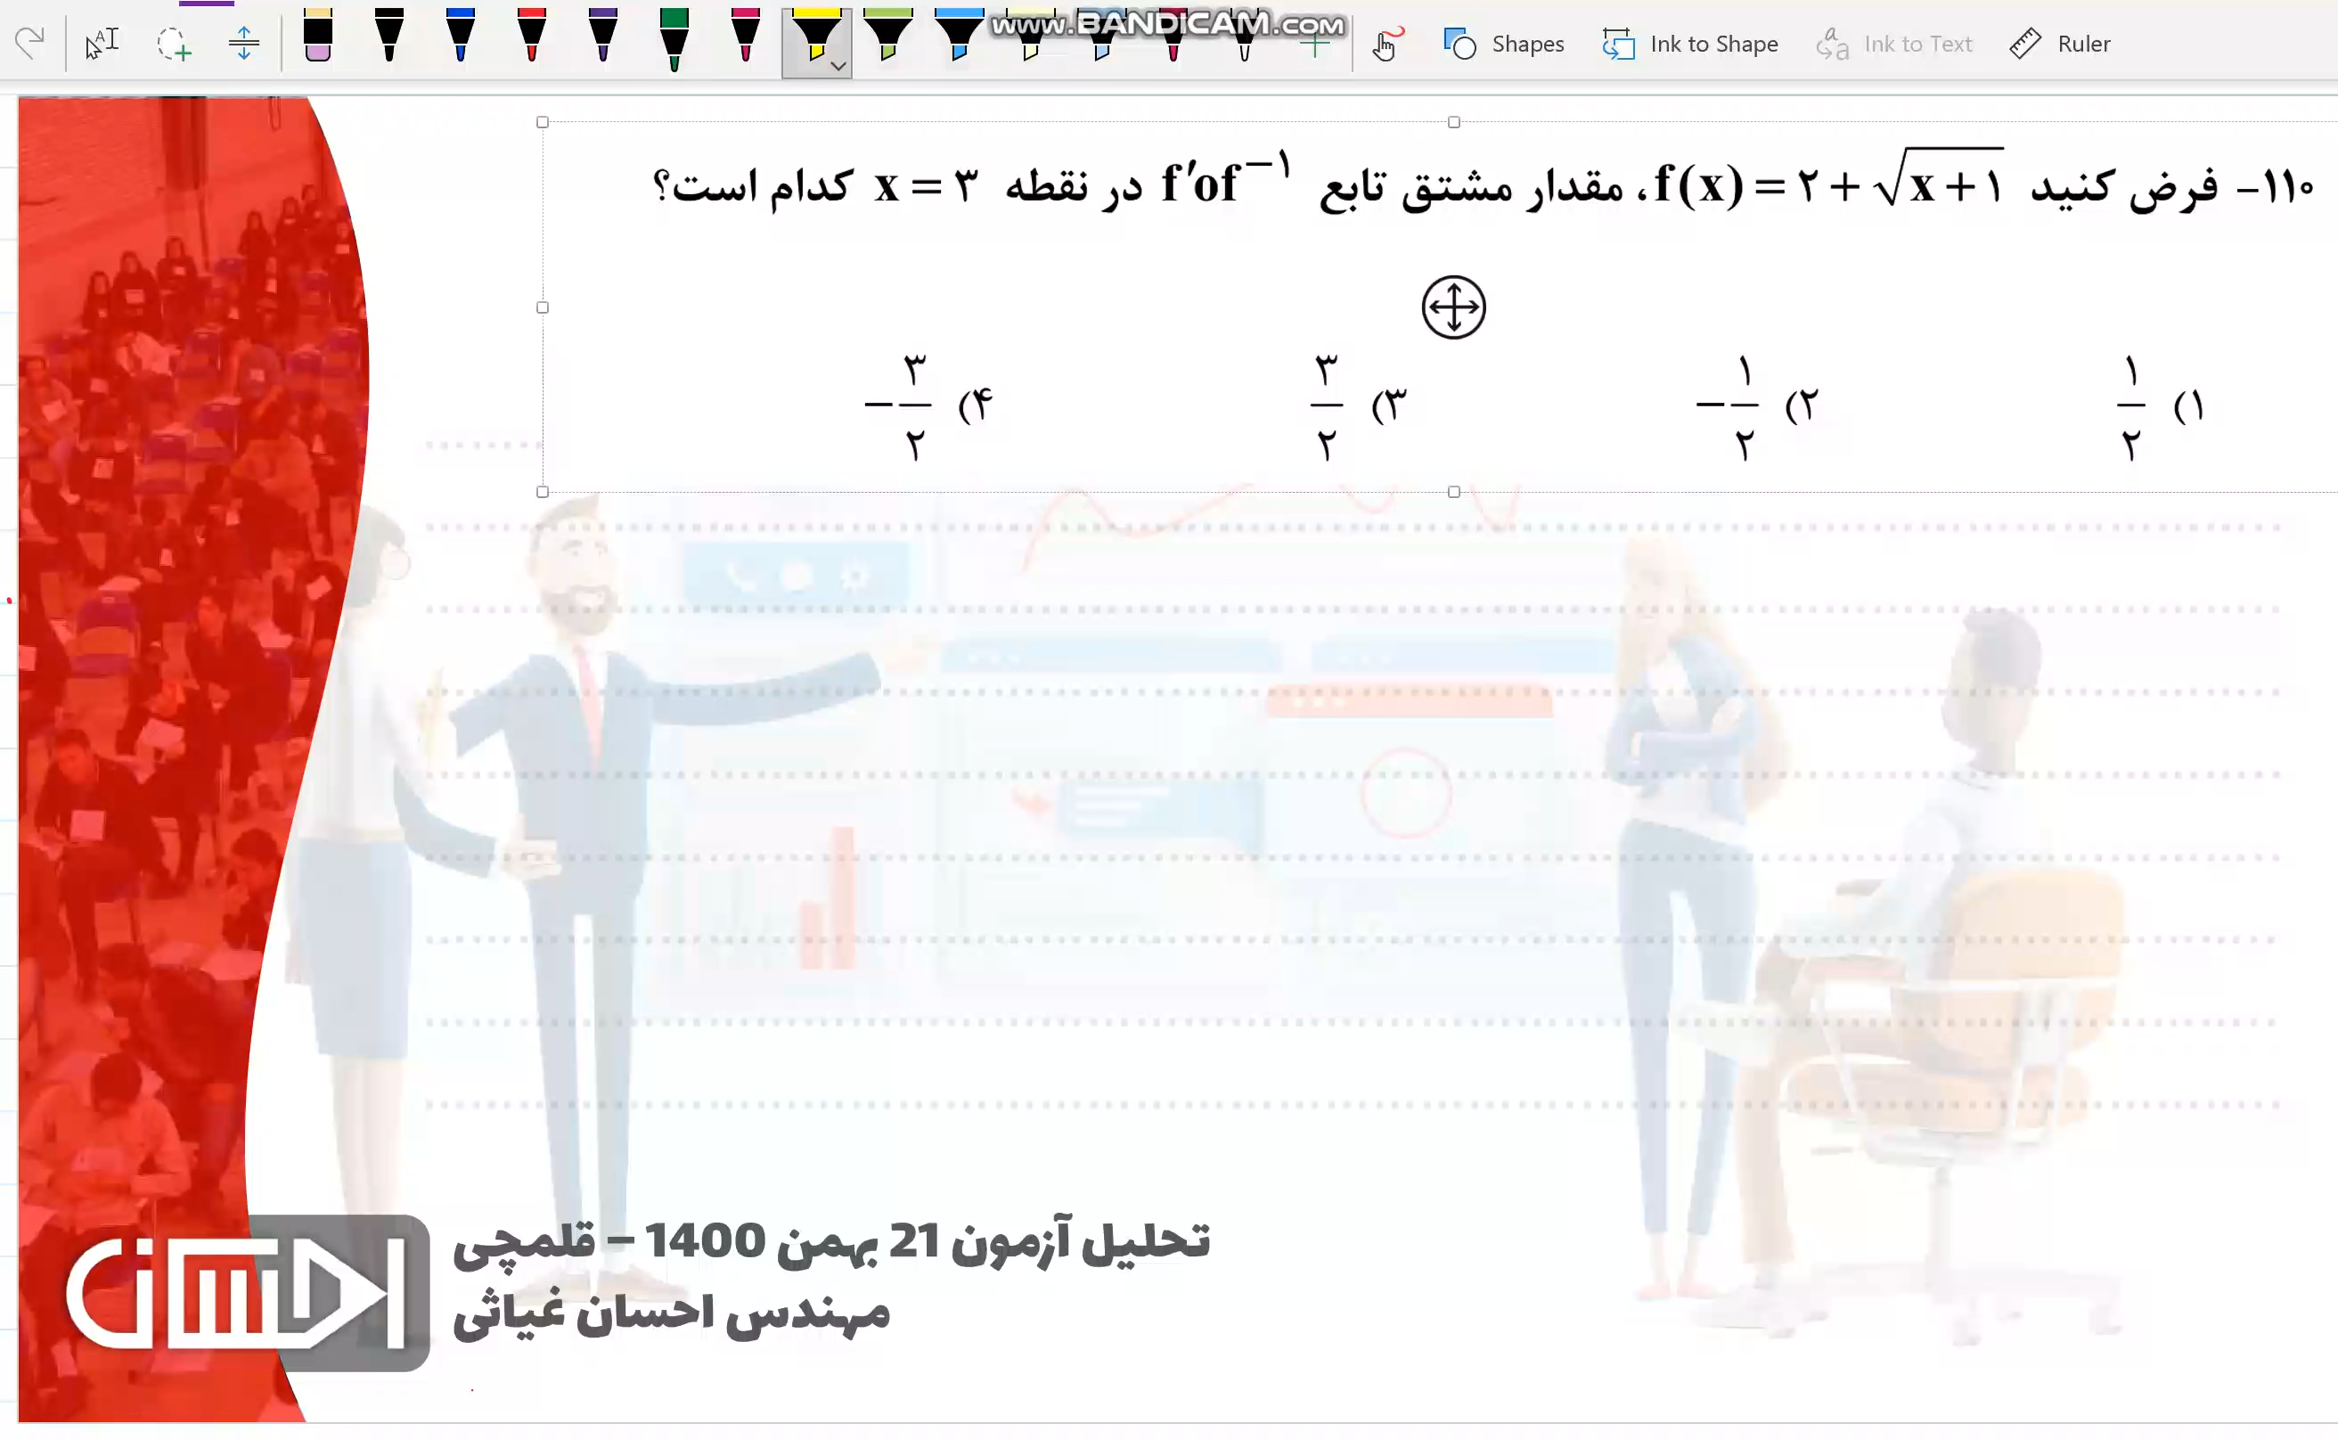 www.BANDICAM.com
Shapes Ink to Shape Ink to Text Ruler
۱۱۰- فرض کنید f(x) = ۲ + √(x+۱)، مقدار مشتق تابع f′of⁻¹ در نقطه x = ۳ کدام است؟
۱) ۱/۲ ۲) -۱/۲ ۳) ۳/۲ ۴) -۳/۲
تحلیل آزمون 21 بهمن 1400 – قلمچی
مهندس احسان غیاثی